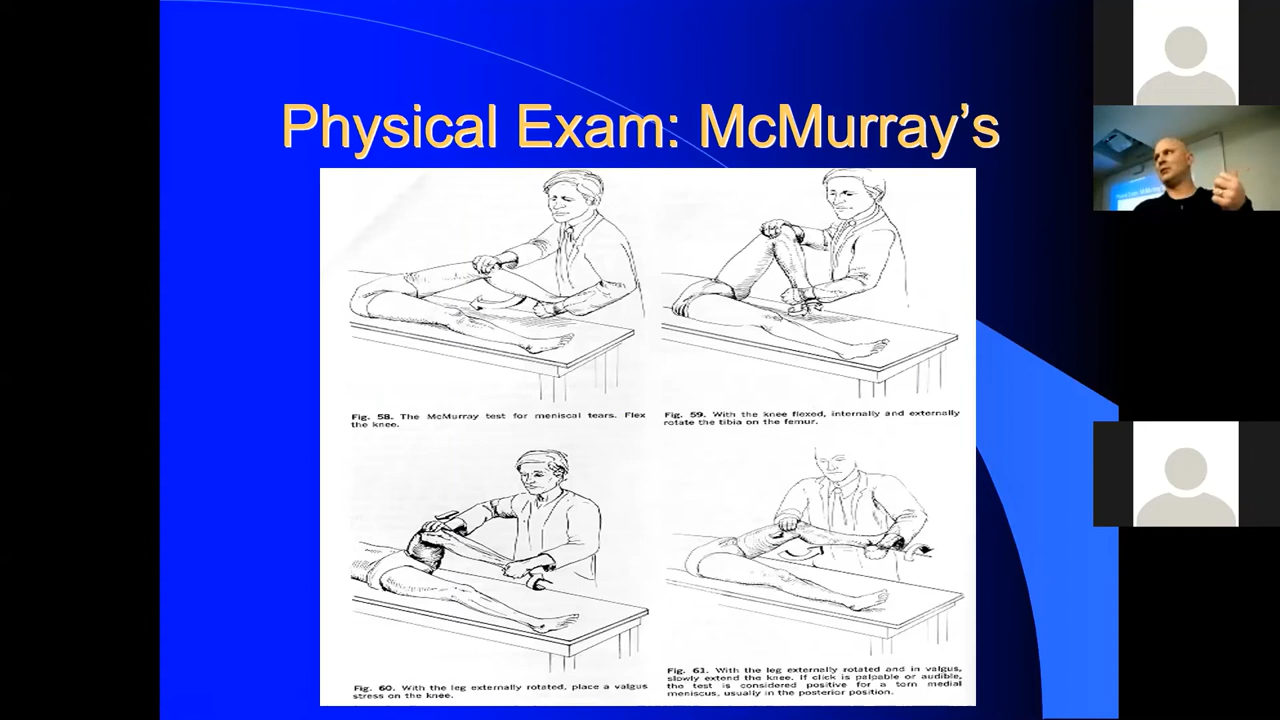 Physical Exam: McMurray’s
Fig. 58. The McMurray test for meniscal tears. Flex
the knee.
Fig. 59. With the knee flexed, internally and externally
rotate the tibia on the femur.
Fig. 60. With the leg externally rotated, place a valgus
stress on the knee.
Fig. 61. With the leg externally rotated and in valgus,
slowly extend the knee. If click is palpable or audible,
the test is considered positive for a torn medial
meniscus, usually in the posterior position.